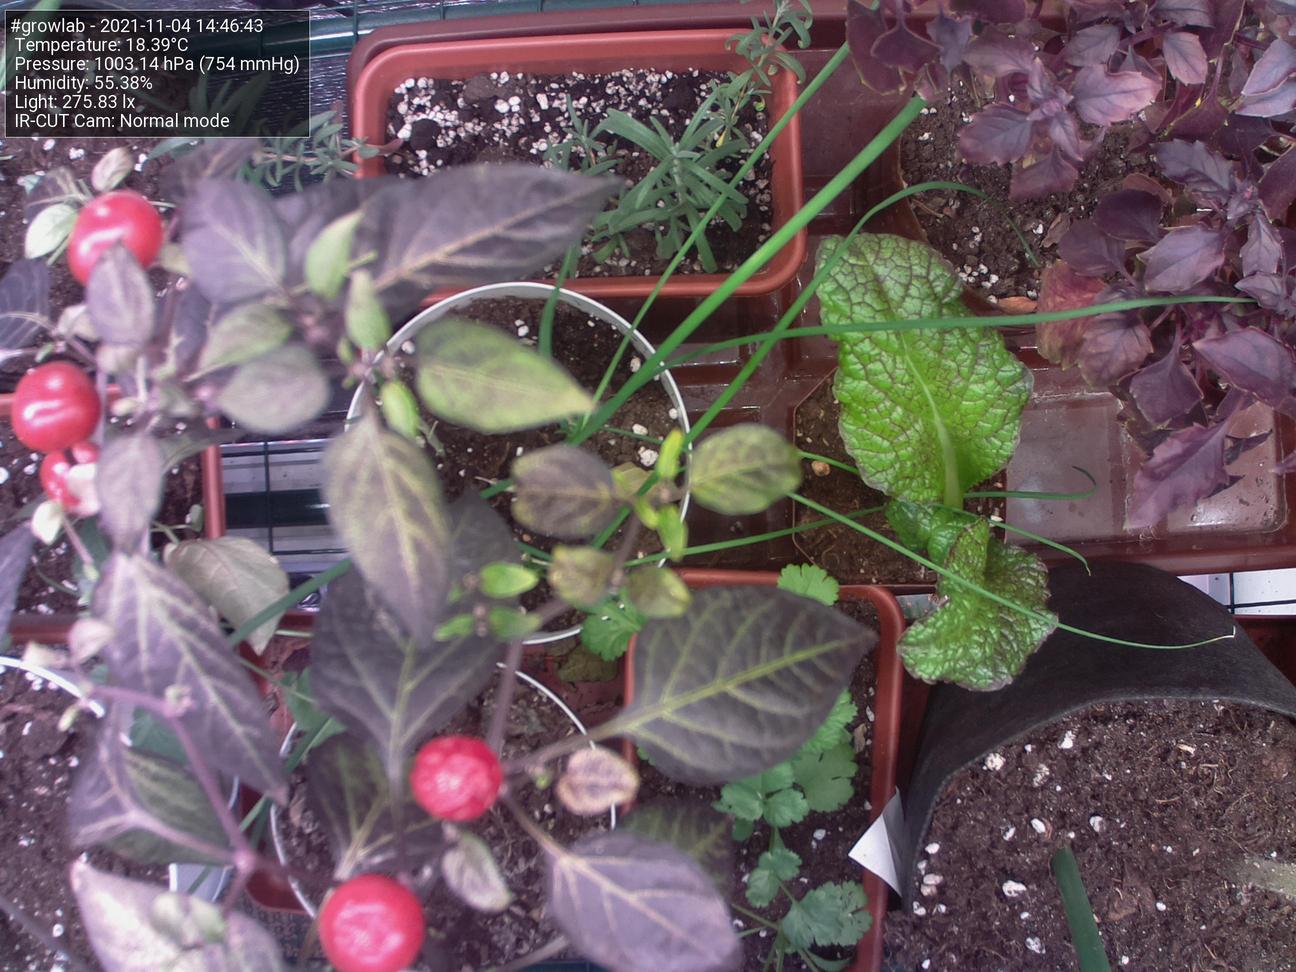 #growlab - 2021-11-04 14:46:43
Temperature: 18.39°C
Pressure: 1003.14 hPa (754 mmHg)
Humidity: 55.38%
Light: 275.83 lx
IR-CUT Cam: Normal mode